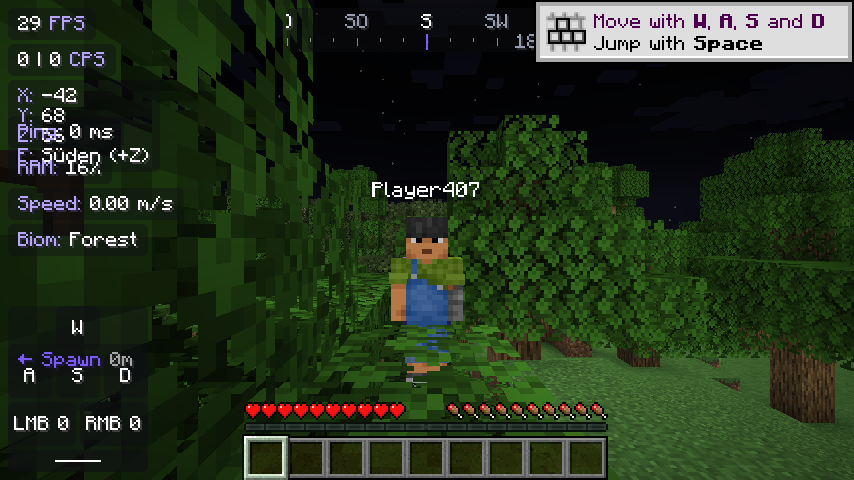 29 FPS
SO S SW
Move with W, A, S and D
Jump with Space
0 | 0 CPS
18
X: -42
Y: 68
Ping: 0 ms
F: Süden (+Z)
RAM: 16%
Player407
Speed: 0.00 m/s
Biom: Forest
W
← Spawn 0m
A S D
LMB 0 RMB 0